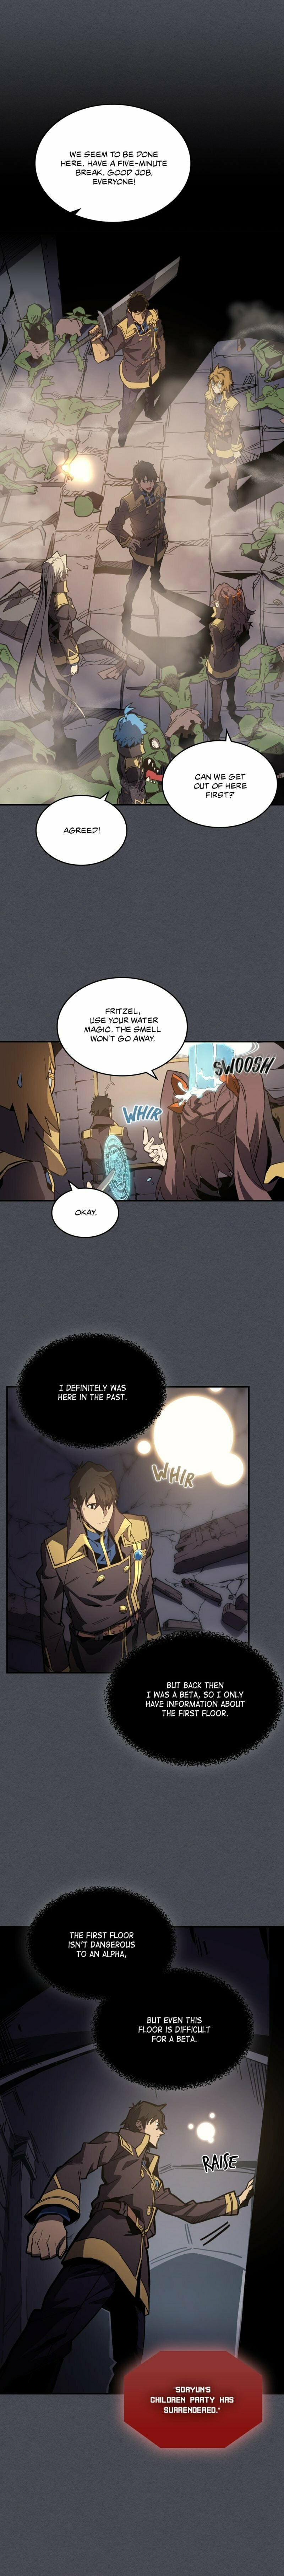 WE SEEM TO BE DONE
HERE. HAVE A FIVE-MINUTE
BREAK. GOOD JOB,
EVERYONE!
CAN WE GET
OUT OF HERE
FIRST?
AGREED!
FRITZEL,
USE YOUR WATER
MAGIC. THE SMELL
WON'T GO AWAY.
SWOOSH
WHIR
OKAY.
I DEFINITELY WAS
HERE IN THE PAST.
WHIR
BUT BACK THEN
I WAS A BETA, SO I ONLY
HAVE INFORMATION ABOUT
THE FIRST FLOOR.
THE FIRST FLOOR
ISN'T DANGEROUS
TO AN ALPHA,
BUT EVEN THIS
FLOOR IS DIFFICULT
FOR A BETA.
RAISE
"SORYUN'S
CHILDREN PARTY HAS
SURRENDERED."